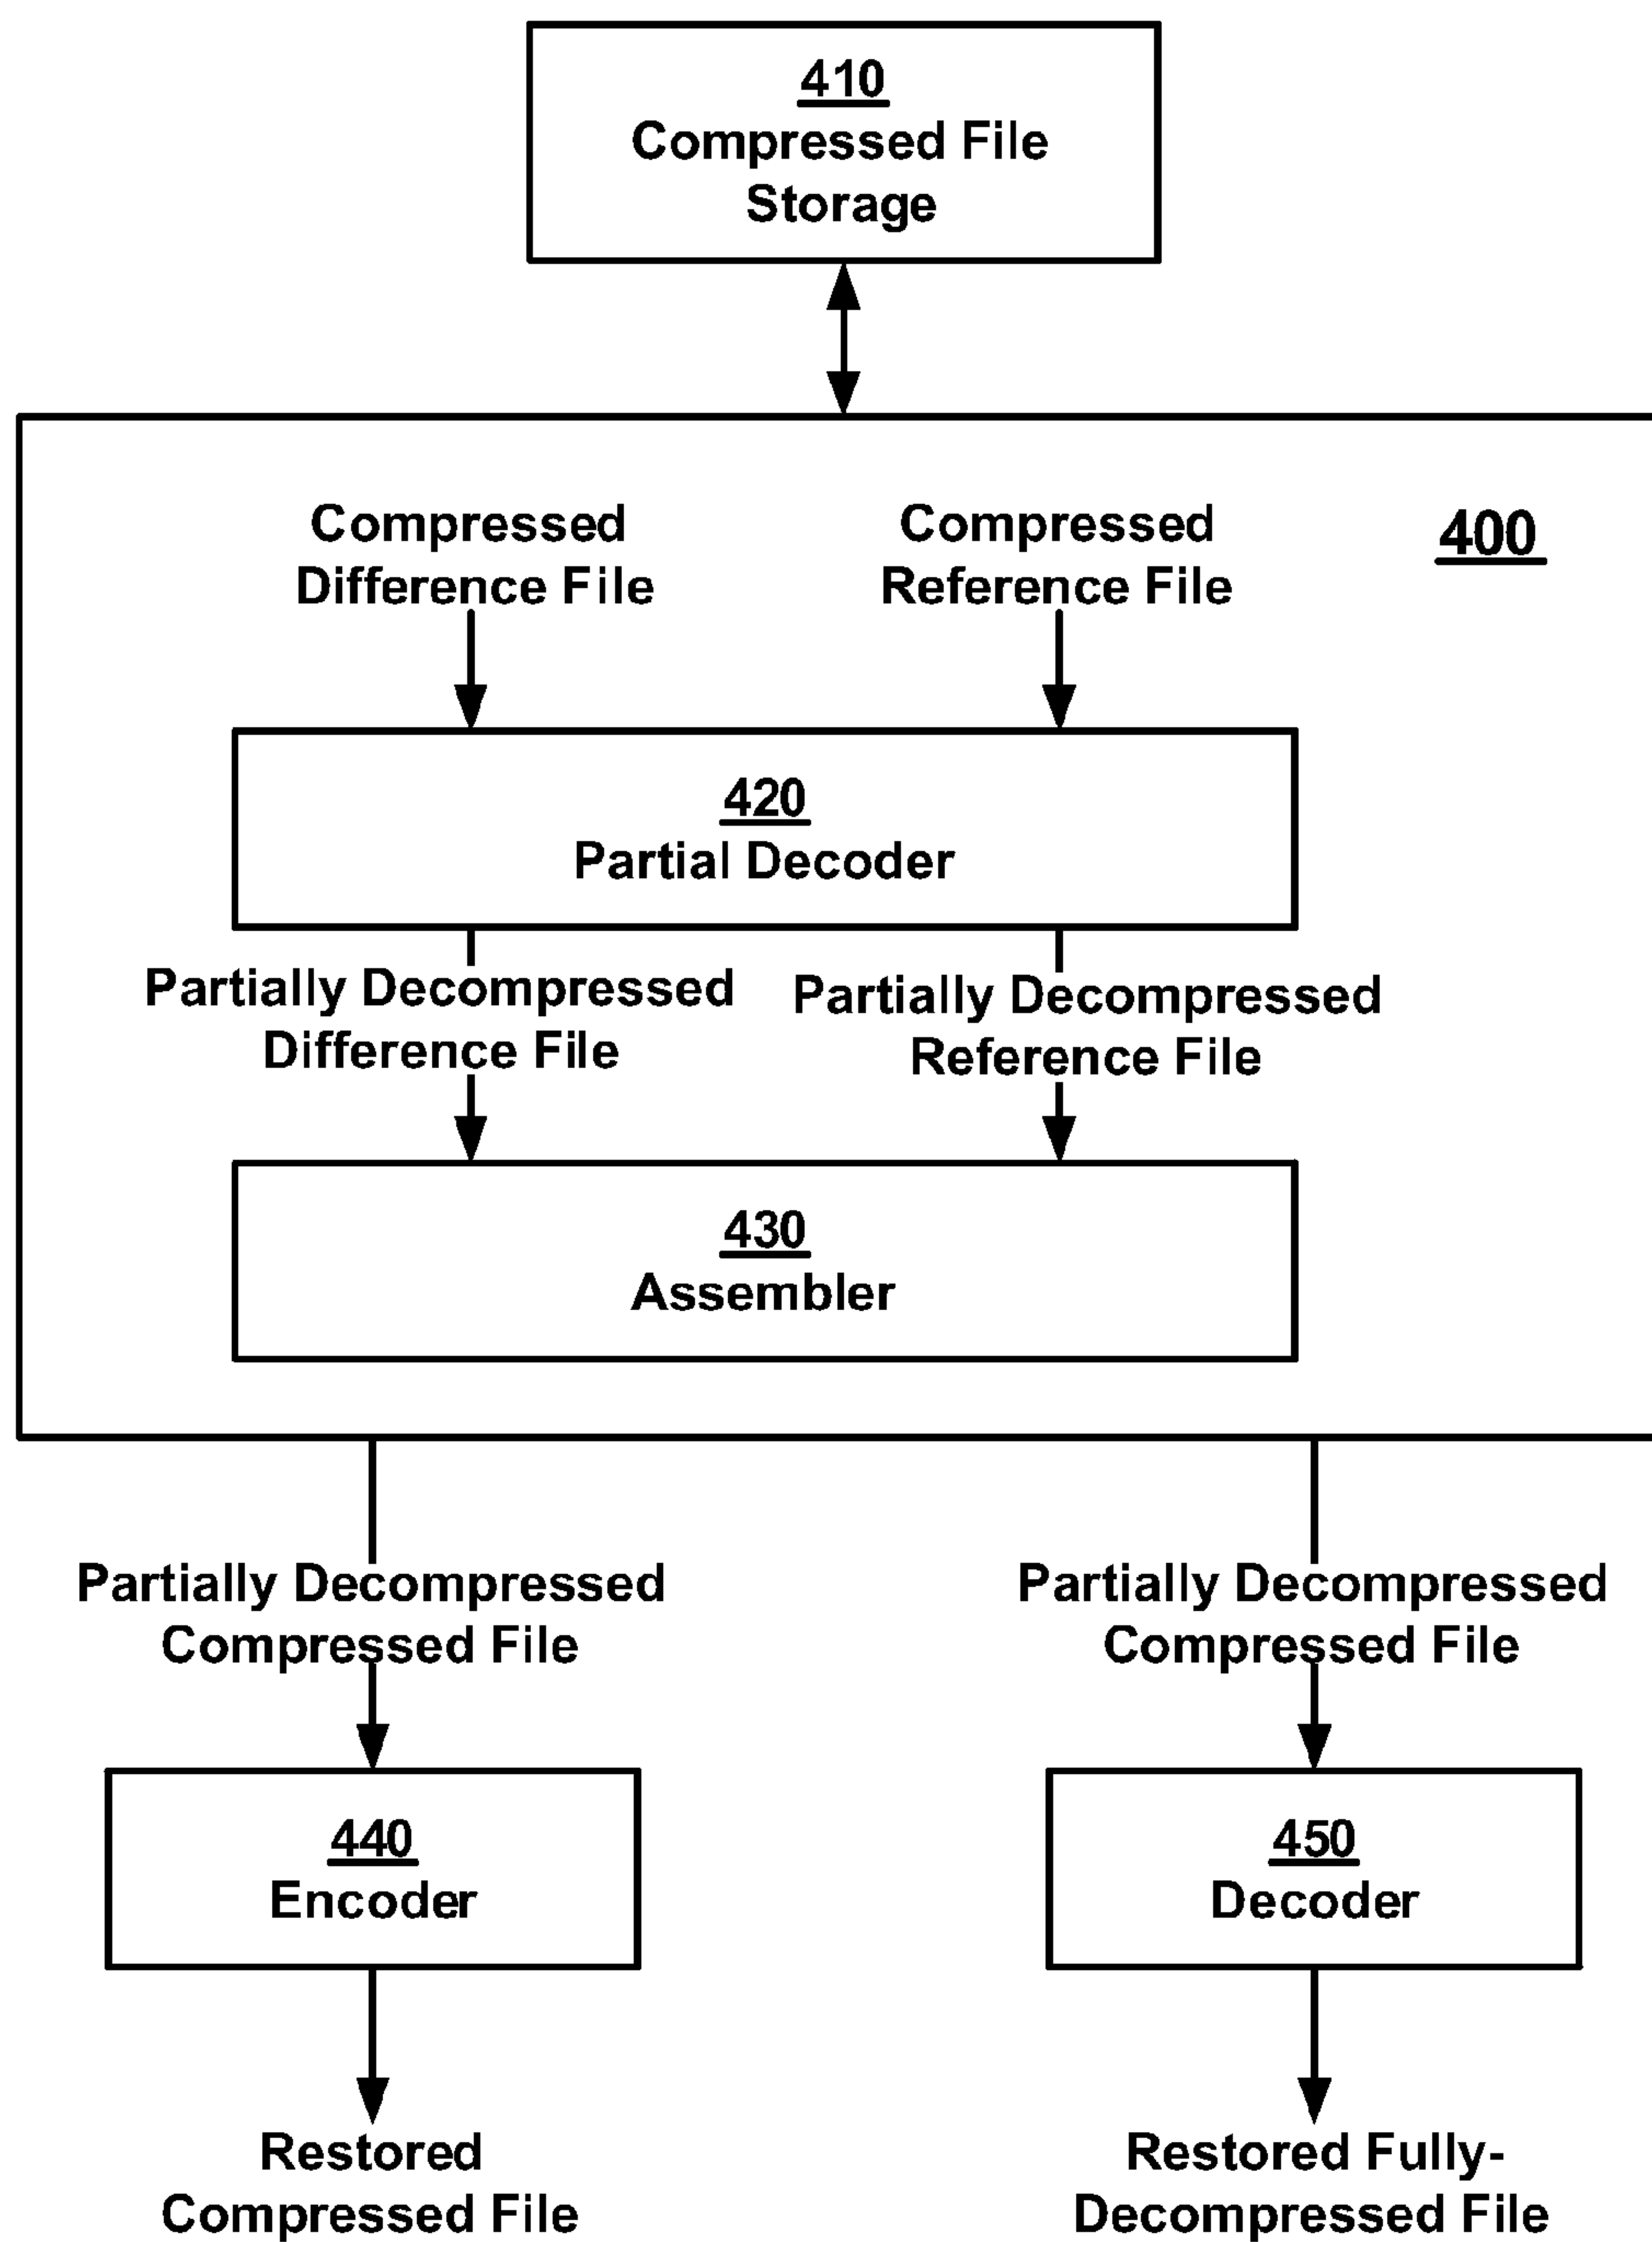 410
Compressed File
Storage
400
Compressed
Difference File
Compressed
Reference File
420
Partial Decoder
Partially Decompressed
Difference File
Partially Decompressed
Reference File
430
Assembler
Partially Decompressed
Compressed File
Partially Decompressed
Compressed File
440
Encoder
450
Decoder
Restored
Compressed File
Restored Fully-
Decompressed File